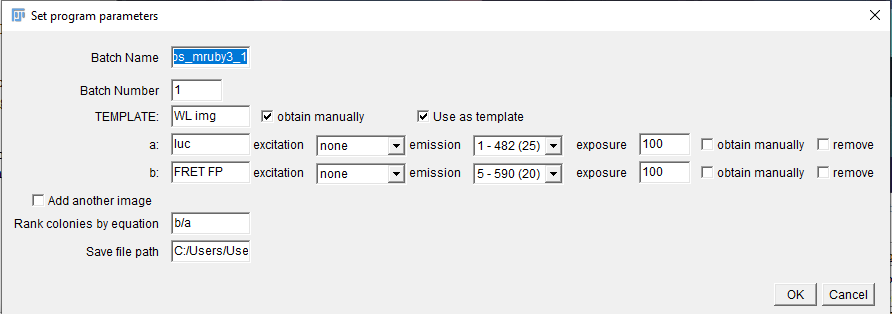 Set program parameters
Batch Name os_mruby3_1
Batch Number 1
TEMPLATE: WL img obtain manually Use as template
a: luc excitation none emission 1 - 482 (25) exposure 100 obtain manually remove
b: FRET FP excitation none emission 5 - 590 (20) exposure 100 obtain manually remove
Add another image
Rank colonies by equation b/a
Save file path C:/Users/Use
OK Cancel